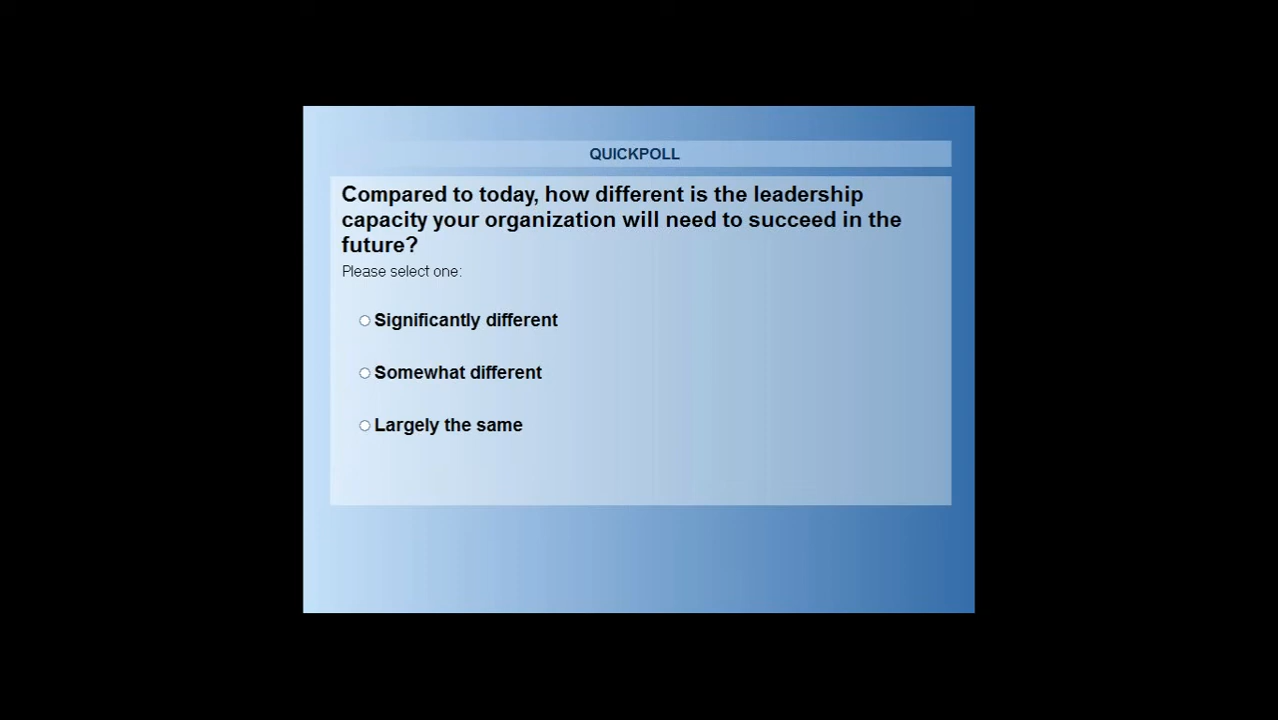 QUICKPOLL
Compared to today, how different is the leadership
capacity your organization will need to succeed in the
future?
Please select one:
Significantly different
Somewhat different
Largely the same